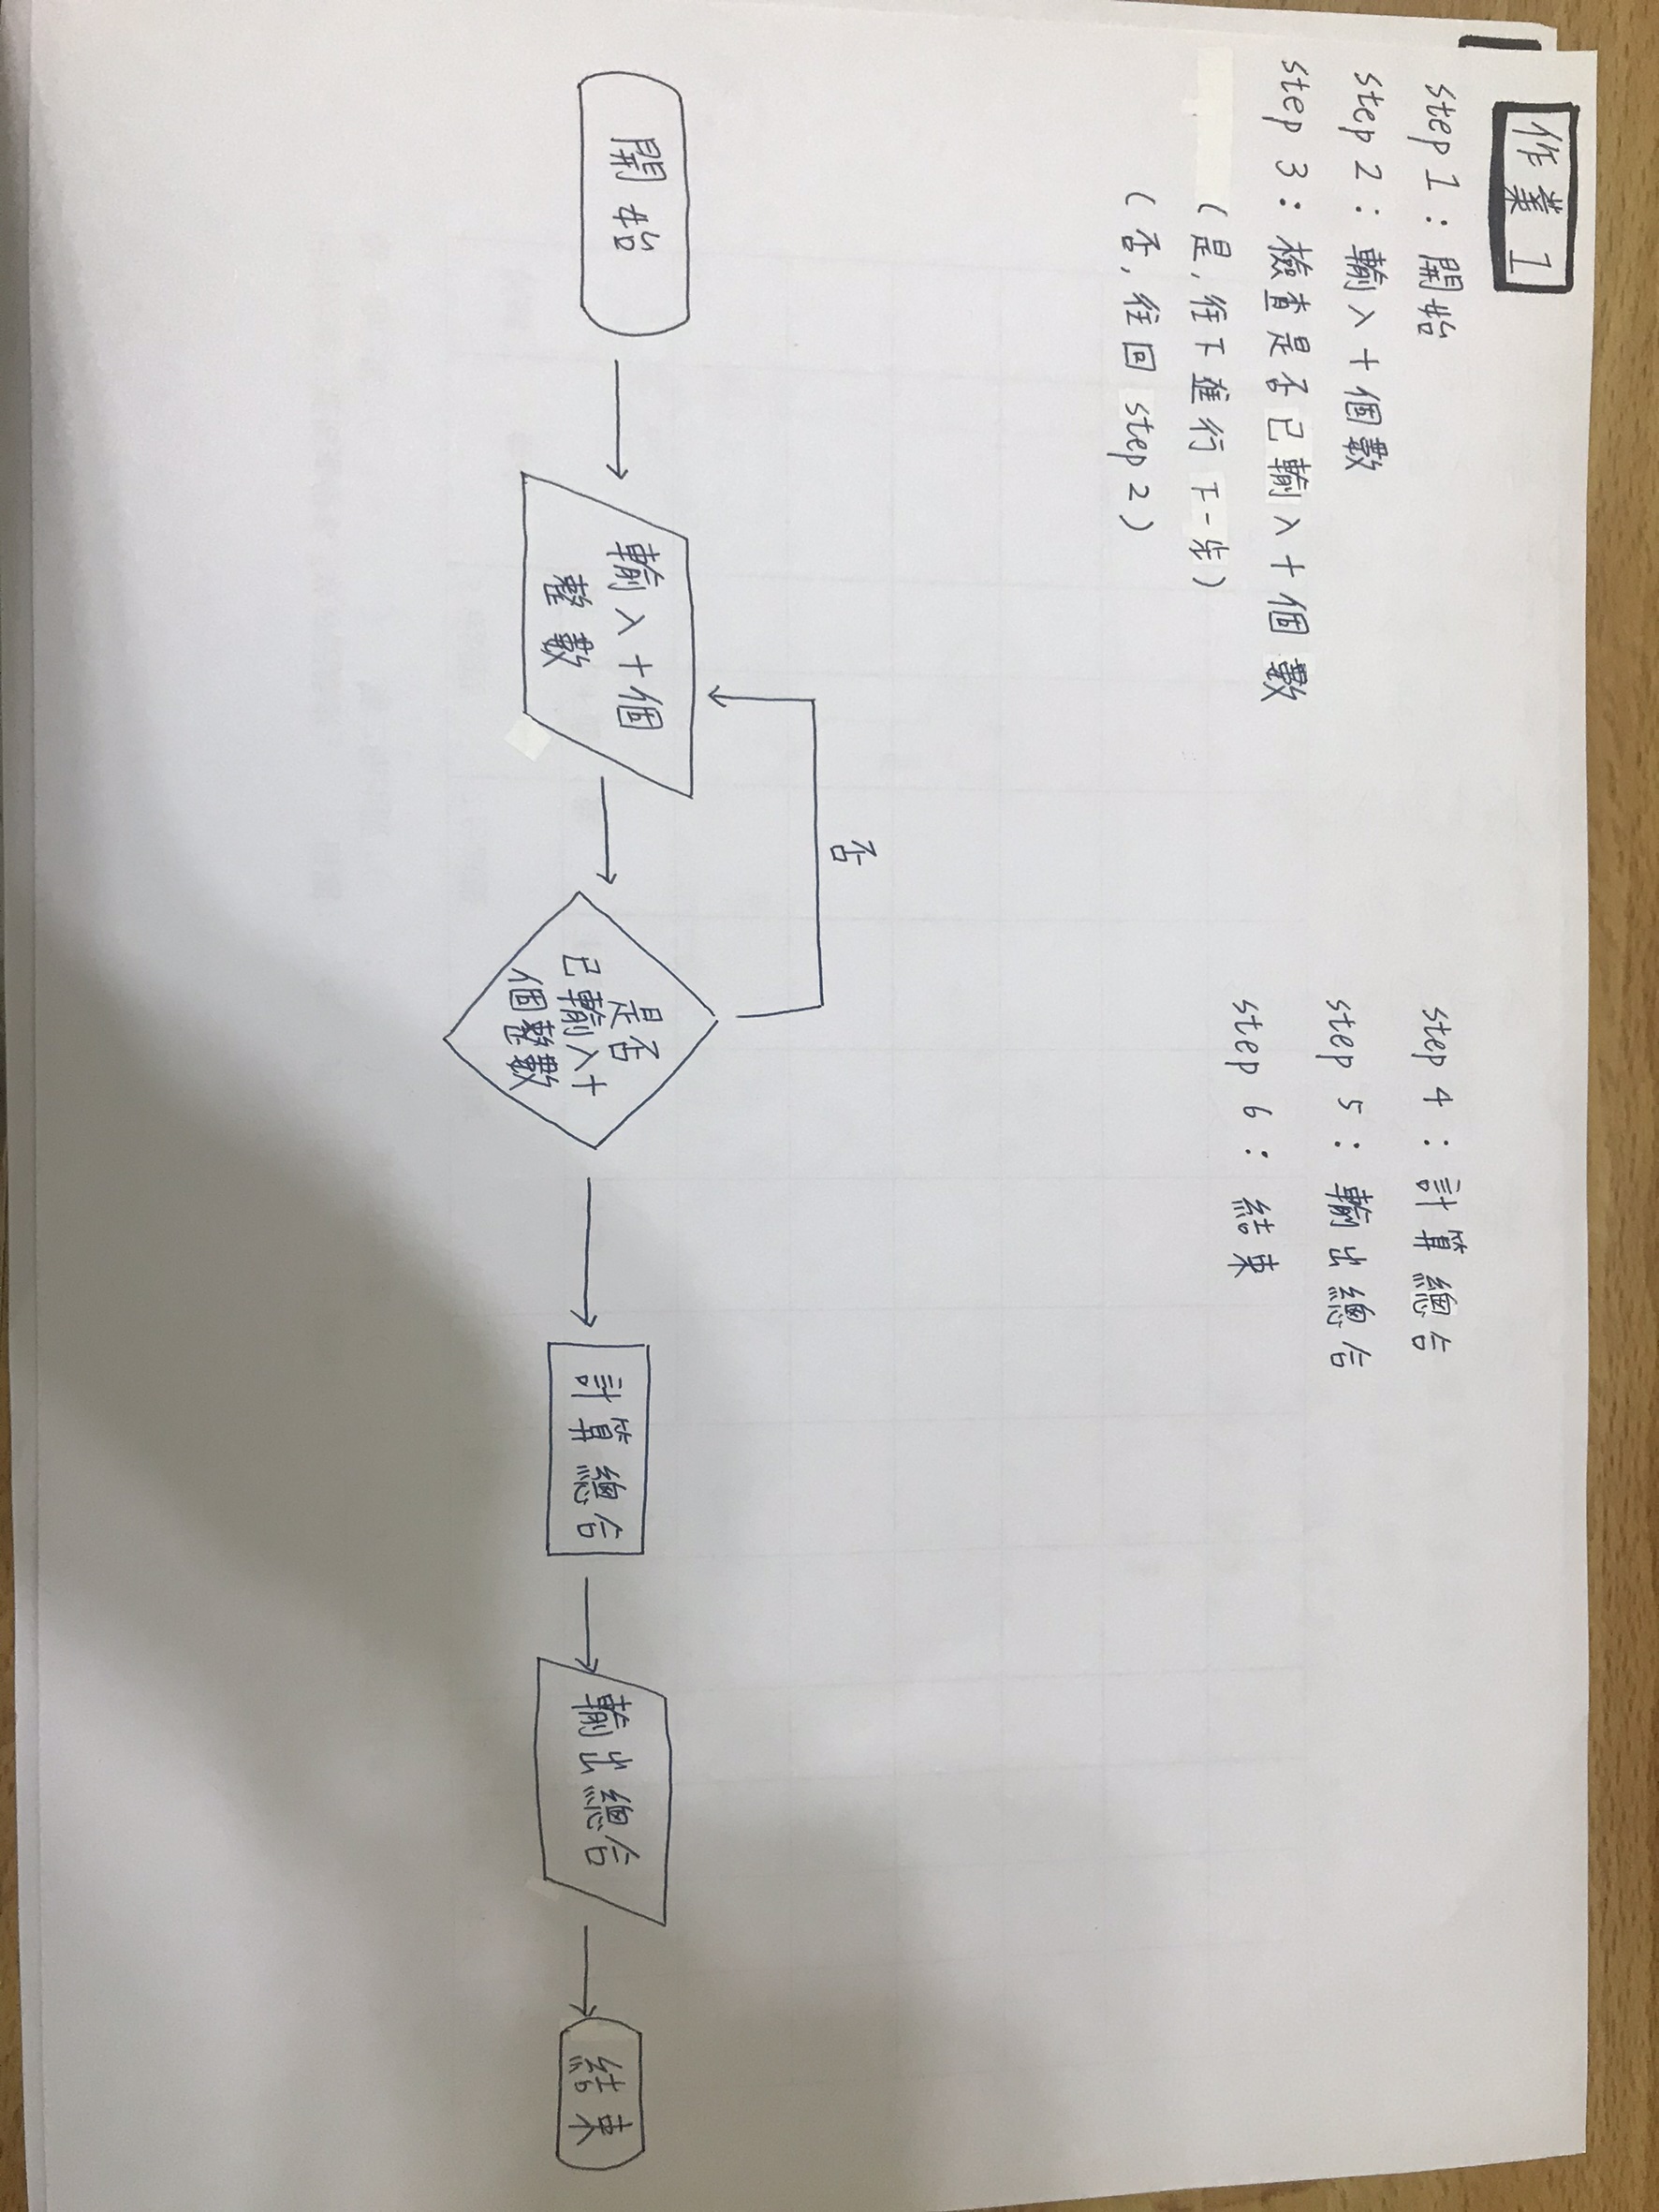 作業 1
step 1：開始
step 2：輸入十個數
step 3：檢查是否已輸入十個數
(是,往下進行下一步)
(否,往回 step 2)
step 4：計算總合
step 5：輸出總合
step 6：結束
開始
輸入十個
整數
否
是否
已輸入十
個整數
計算總合
輸出總合
結束